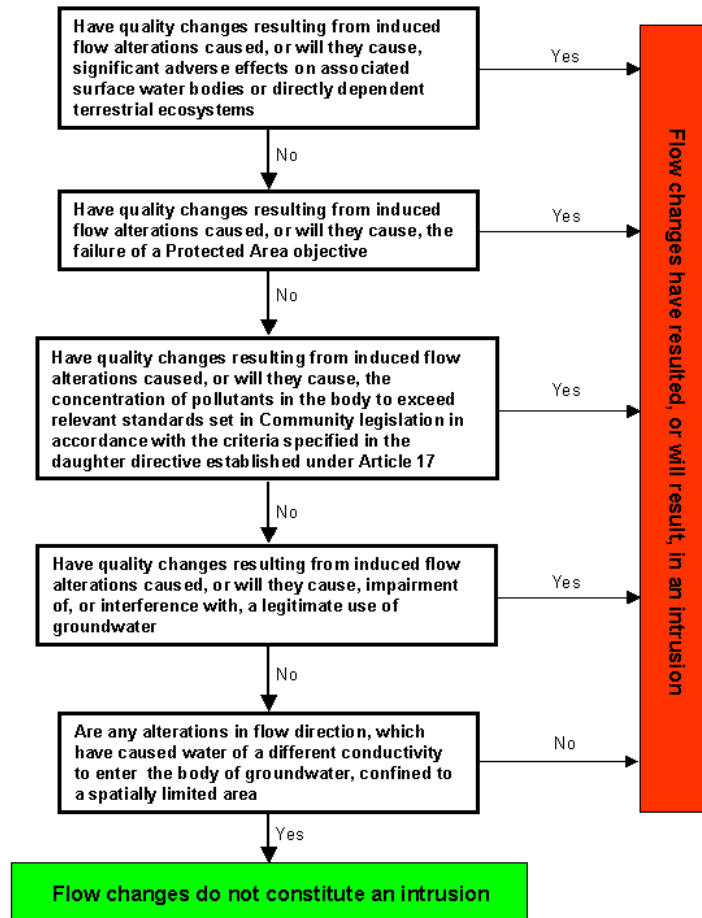 Have quality changes resulting from induced
flow alterations caused, or will they cause,
significant adverse effects on associated
surface water bodies or directly dependent
terrestrial ecosystems
Yes
No
Have quality changes resulting from induced
flow alterations caused, or will they cause, the
failure of a Protected Area objective
Yes
No
Have quality changes resulting from induced flow
alterations caused, or will they cause, the
concentration of pollutants in the body to exceed
relevant standards set in Community legislation in
accordance with the criteria specified in the
daughter directive established under Article 17
Yes
No
Have quality changes resulting from induced flow
alterations caused, or will they cause, impairment
of, or interference with, a legitimate use of
groundwater
Yes
No
Are any alterations in flow direction, which
have caused water of a different conductivity
to enter the body of groundwater, confined to
a spatially limited area
No
Yes
Flow changes have resulted, or will result, in an intrusion
Flow changes do not constitute an intrusion